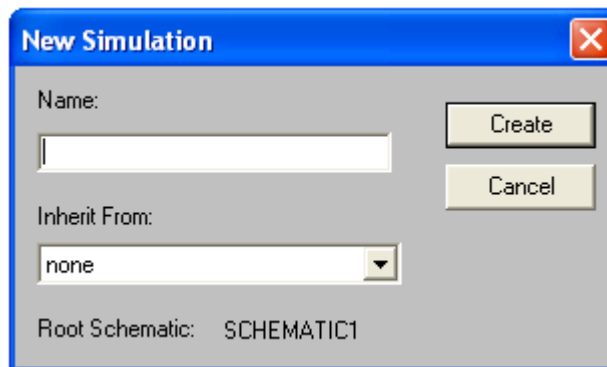 New Simulation
Name:
Create
Cancel
Inherit From:
none
Root Schematic: SCHEMATIC1